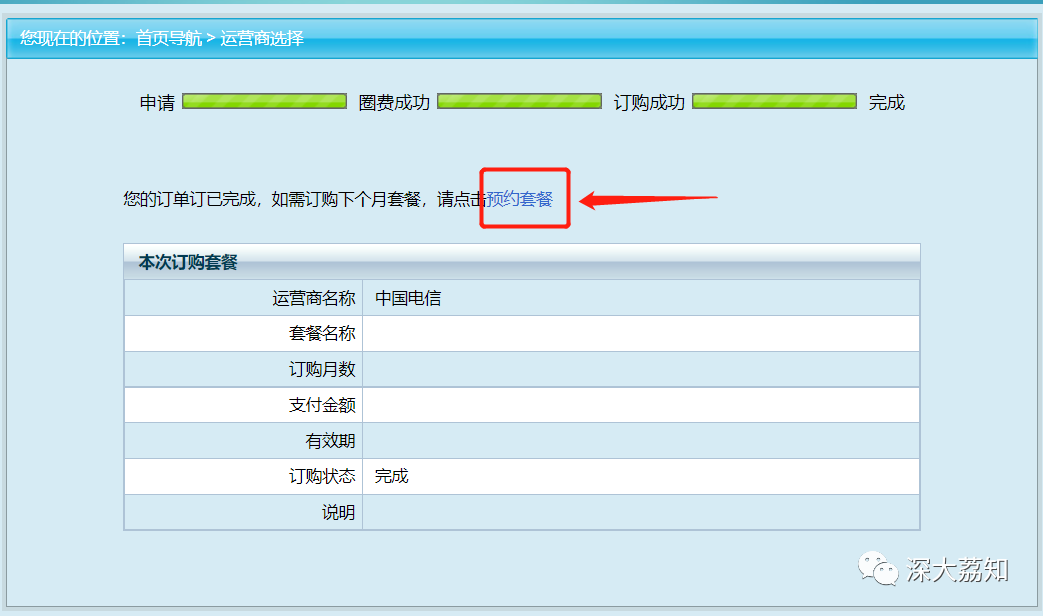 您现在的位置：首页导航 > 运营商选择
申请 圈费成功 订购成功 完成
您的订单订已完成，如需订购下个月套餐，请点击预约套餐
本次订购套餐
运营商名称 中国电信
套餐名称
订购月数
支付金额
有效期
订购状态 完成
说明
深大荔知